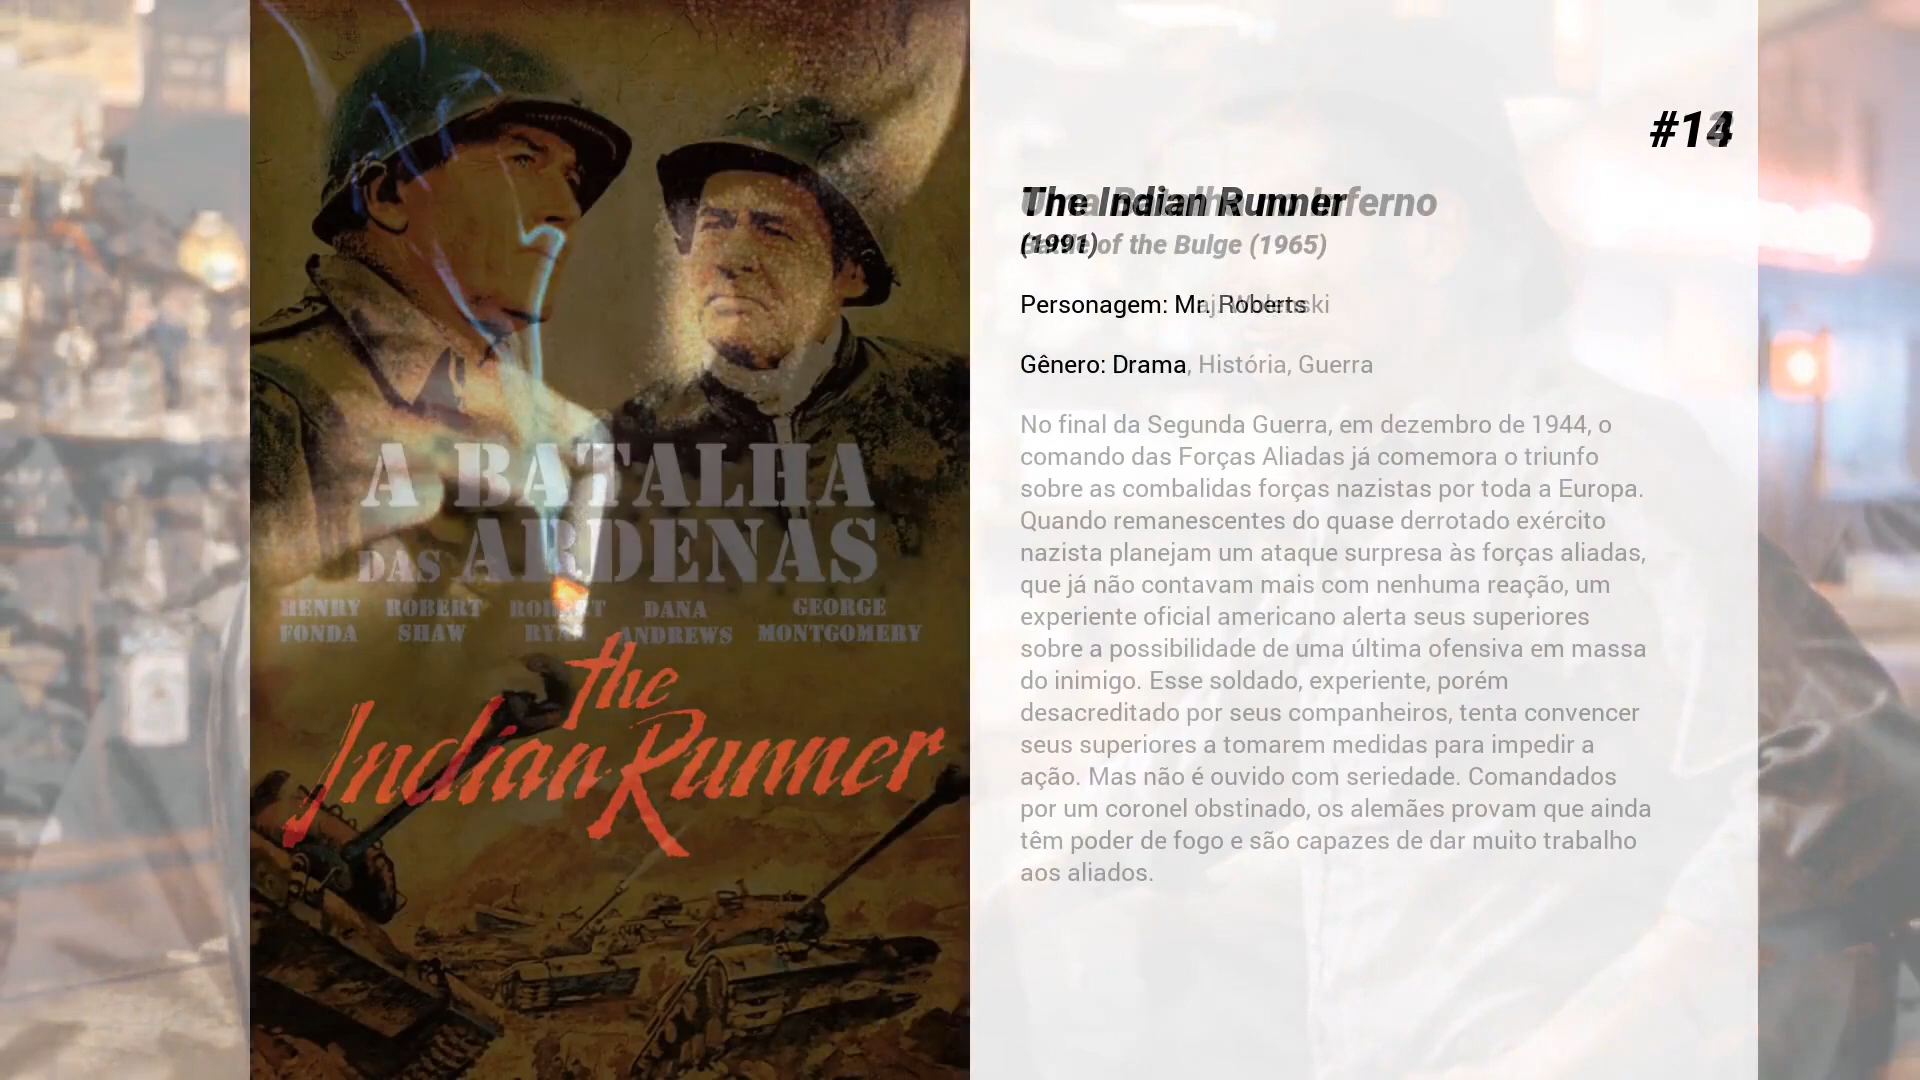 A BATALHA
DAS ARDENAS
HENRY FONDA
ROBERT SHAW
ROBERT RYAN
DANA ANDREWS
GEORGE MONTGOMERY
the
Indian Runner
#14
The Indian Runner
(1991)
of the Bulge (1965)
Personagem: Mr. Roberts
Gênero: Drama, História, Guerra
No final da Segunda Guerra, em dezembro de 1944, o
comando das Forças Aliadas já comemora o triunfo
sobre as combalidas forças nazistas por toda a Europa.
Quando remanescentes do quase derrotado exército
nazista planejam um ataque surpresa às forças aliadas,
que já não contavam mais com nenhuma reação, um
experiente oficial americano alerta seus superiores
sobre a possibilidade de uma última ofensiva em massa
do inimigo. Esse soldado, experiente, porém
desacreditado por seus companheiros, tenta convencer
seus superiores a tomarem medidas para impedir a
ação. Mas não é ouvido com seriedade. Comandados
por um coronel obstinado, os alemães provam que ainda
têm poder de fogo e são capazes de dar muito trabalho
aos aliados.